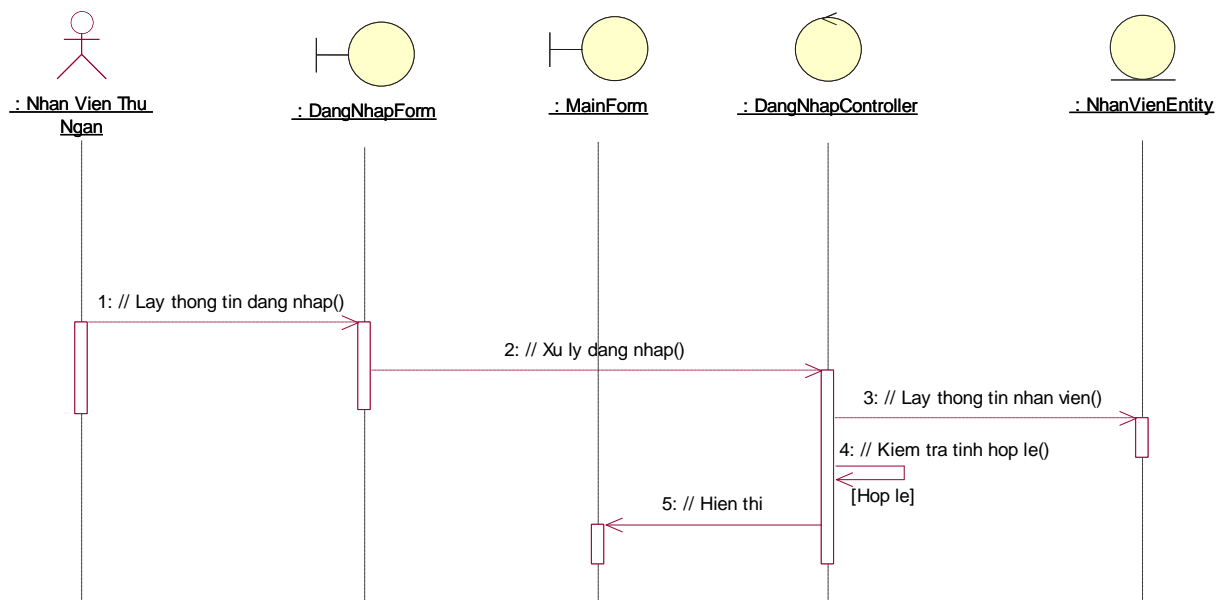 : Nhan Vien Thu
Ngan
: DangNhapForm
: MainForm
: DangNhapController
: NhanVienEntity
1: // Lay thong tin dang nhap()
2: // Xu ly dang nhap()
3: // Lay thong tin nhan vien()
4: // Kiem tra tinh hop le()
[Hop le]
5: // Hien thi